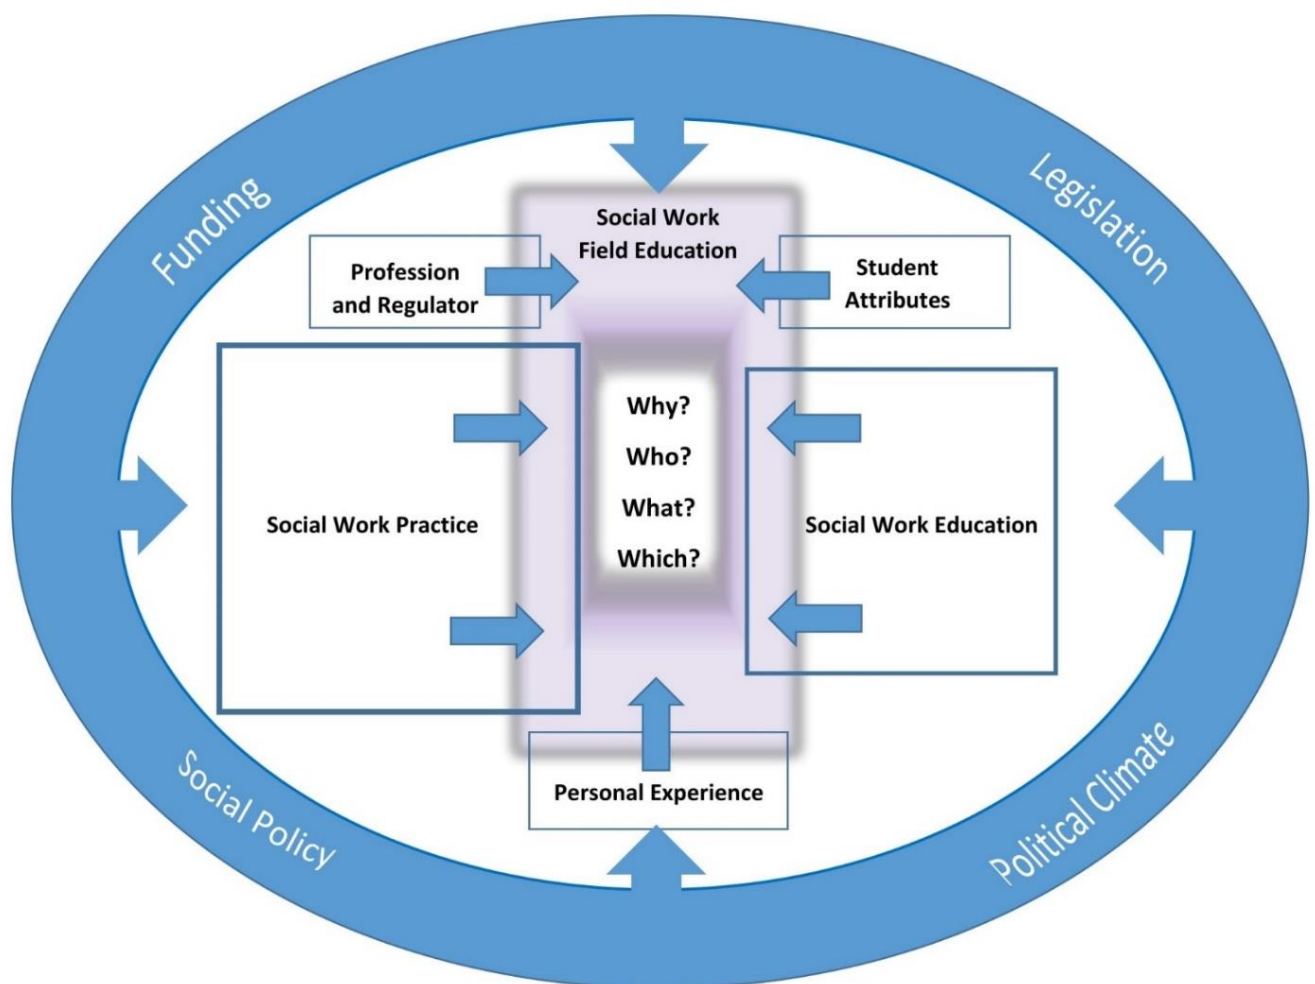 Funding
Legislation
Social Work
Field Education
Profession
and Regulator
Student
Attributes
Why?
Who?
What?
Which?
Social Work Practice
Social Work Education
Personal Experience
Social Policy
Political Climate